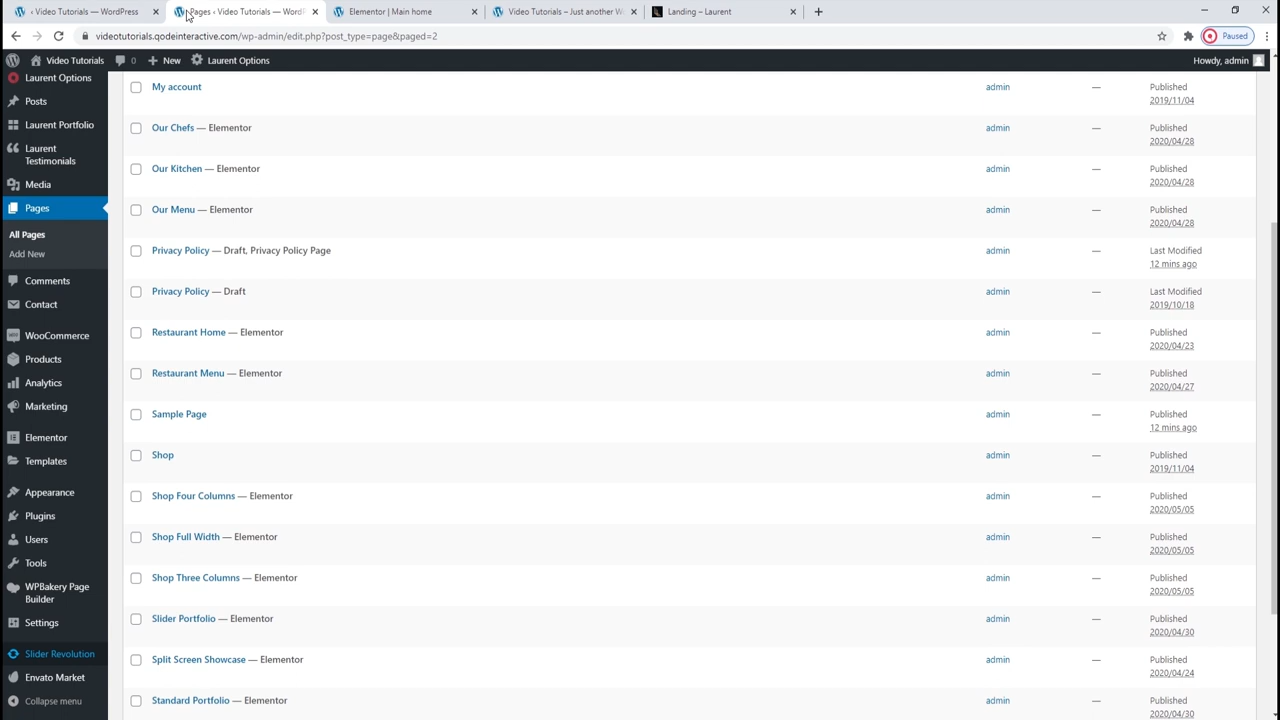 ‹ Video Tutorials — WordPress
Pages ‹ Video Tutorials — WordP
Elementor | Main home
Video Tutorials – Just another W
Landing – Laurent
videotutorials.qodeinteractive.com/wp-admin/edit.php?post_type=page&paged=2
Paused
Video Tutorials
0
New
Laurent Options
Howdy, admin
Laurent Options
Posts
Laurent Portfolio
Laurent
Testimonials
Media
Pages
All Pages
Add New
Comments
Contact
WooCommerce
Products
Analytics
Marketing
Elementor
Templates
Appearance
Plugins
Users
Tools
WPBakery Page
Builder
Settings
Slider Revolution
Envato Market
Collapse menu
My account admin — Published
2019/11/04
Our Chefs — Elementor admin — Published
2020/04/28
Our Kitchen — Elementor admin — Published
2020/04/28
Our Menu — Elementor admin — Published
2020/04/28
Privacy Policy — Draft, Privacy Policy Page admin — Last Modified
12 mins ago
Privacy Policy — Draft admin — Last Modified
2019/10/18
Restaurant Home — Elementor admin — Published
2020/04/23
Restaurant Menu — Elementor admin — Published
2020/04/27
Sample Page admin — Published
12 mins ago
Shop admin — Published
2019/11/04
Shop Four Columns — Elementor admin — Published
2020/05/05
Shop Full Width — Elementor admin — Published
2020/05/05
Shop Three Columns — Elementor admin — Published
2020/05/05
Slider Portfolio — Elementor admin — Published
2020/04/30
Split Screen Showcase — Elementor admin — Published
2020/04/24
Standard Portfolio — Elementor admin — Published
2020/04/30